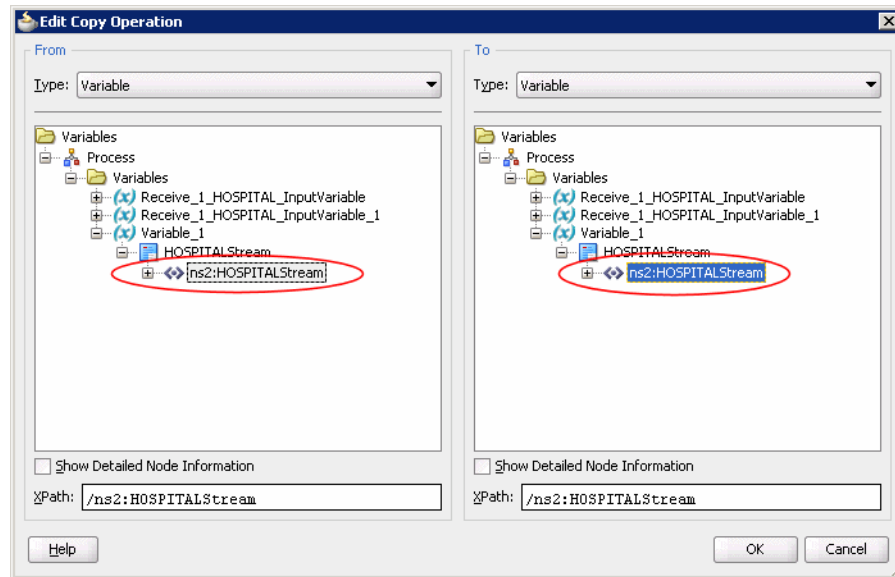 Edit Copy Operation
From
Type: Variable
Variables
Process
Variables
Receive_1_HOSPITAL_InputVariable
Receive_1_HOSPITAL_InputVariable_1
Variable_1
HOSPITALStream
ns2:HOSPITALStream
Show Detailed Node Information
XPath: /ns2:HOSPITALStream
To
Type: Variable
Variables
Process
Variables
Receive_1_HOSPITAL_InputVariable
Receive_1_HOSPITAL_InputVariable_1
Variable_1
HOSPITALStream
ns2:HOSPITALStream
Show Detailed Node Information
XPath: /ns2:HOSPITALStream
Help
OK
Cancel